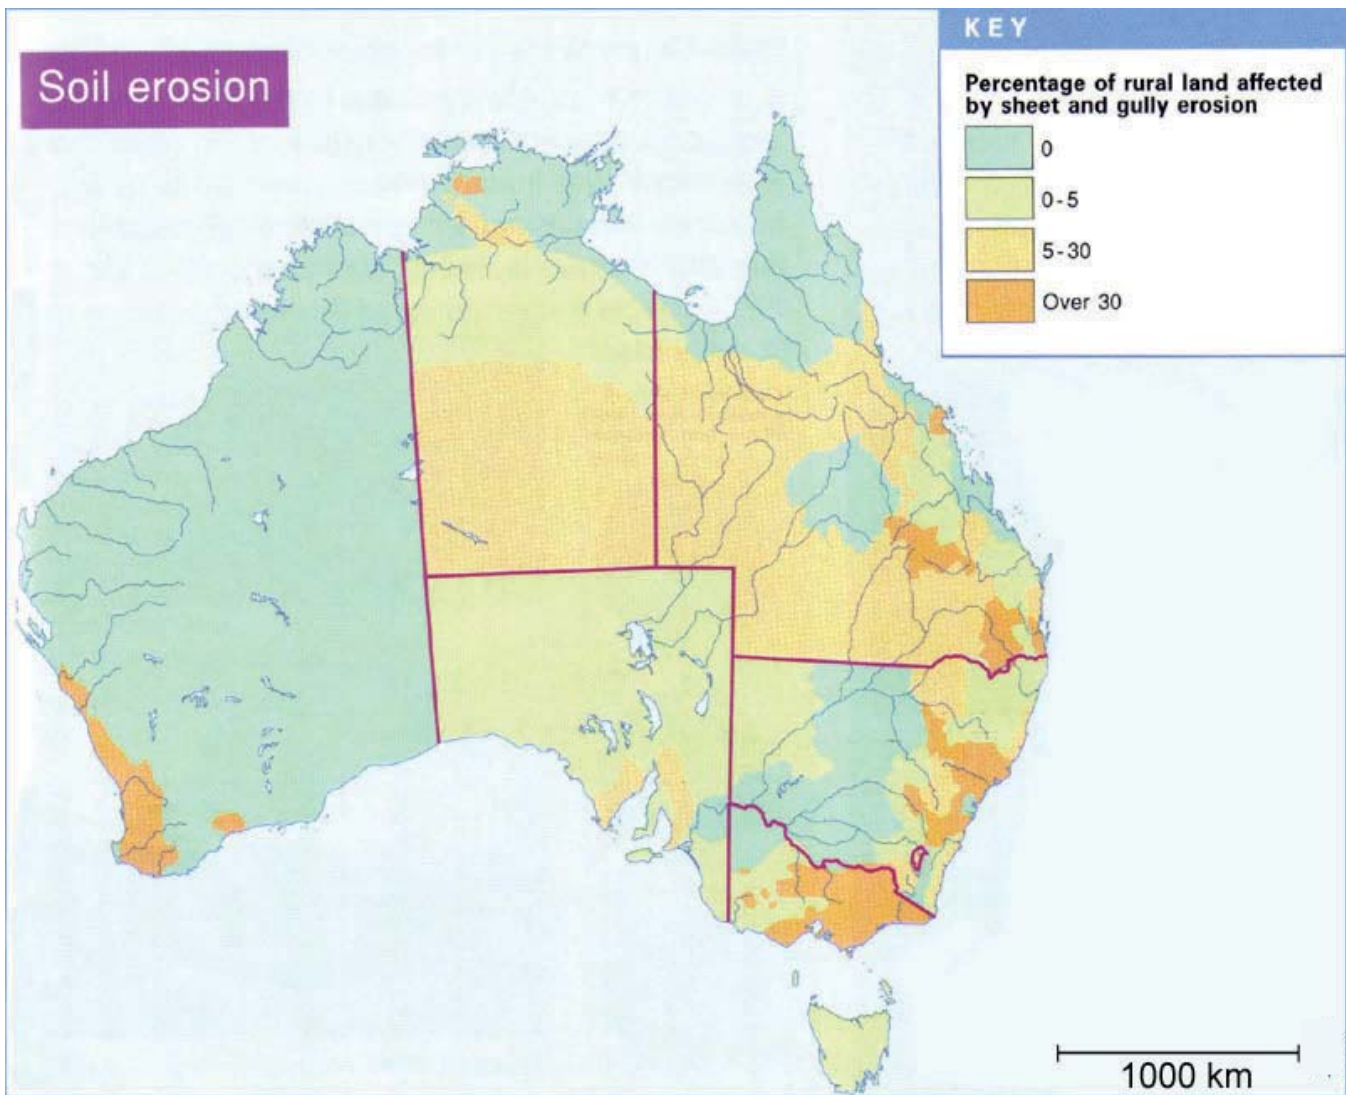 Soil erosion
KEY
Percentage of rural land affected
by sheet and gully erosion
0
0-5
5-30
Over 30
1000 km